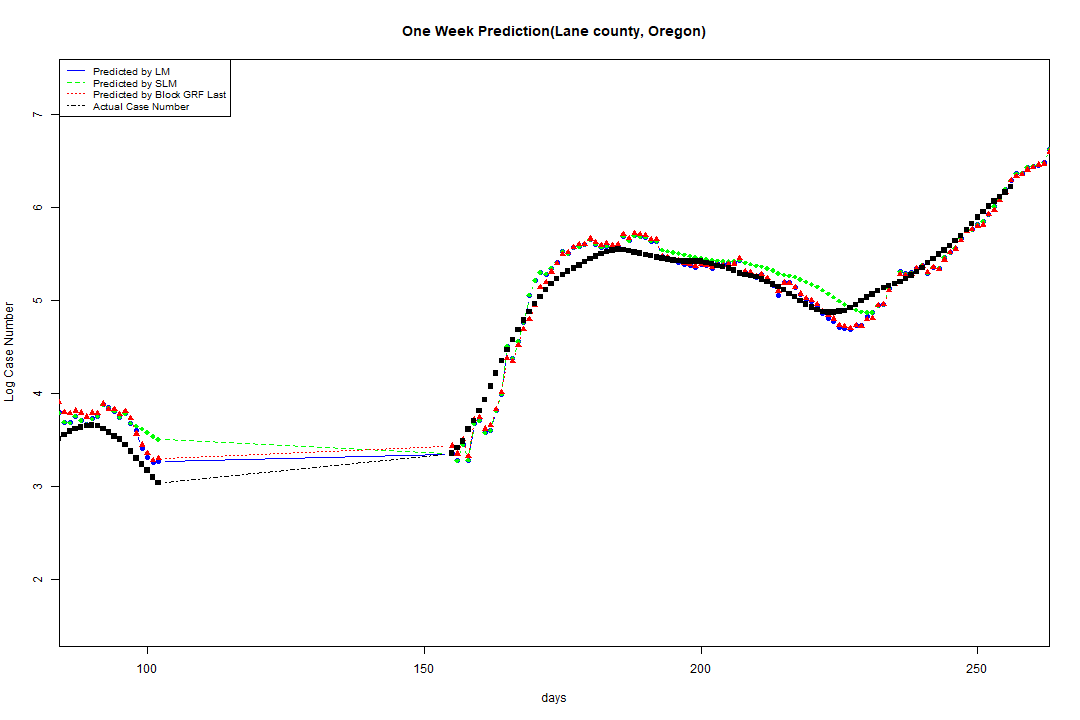 One Week Prediction(Lane county, Oregon)
Predicted by LM
Predicted by SLM
Predicted by Block GRF Last
Actual Case Number
7
6
5
4
3
2
Log Case Number
100 150 200 250
days